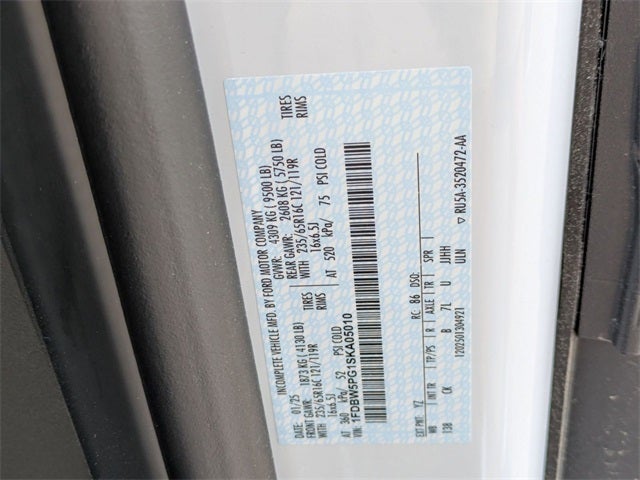 INCOMPLETE VEHICLE MFD. BY FORD MOTOR COMPANY
DATE: 01/25 GVWR: 4309 KG ( 9500 LB)
FRONT GAWR: 1873 KG ( 4130 LB) REAR GAWR: 2608 KG ( 5750 LB)
WITH 235/65R16C 121/119R TIRES WITH 235/65R16C 121/119R TIRES
16x6.5J RIMS 16x6.5J RIMS
AT 360 kPa/ 52 PSI COLD AT 520 kPa/ 75 PSI COLD
VIN: 1FDBW5PG1SKA05010
EXT PNT: YZ RC: 86 DSO:
WB INT TR TP/PS R AXLE TR SPR
138 CK B 7L U JJHH
120250130492 ULN
▽ RU5A-3520472-AA